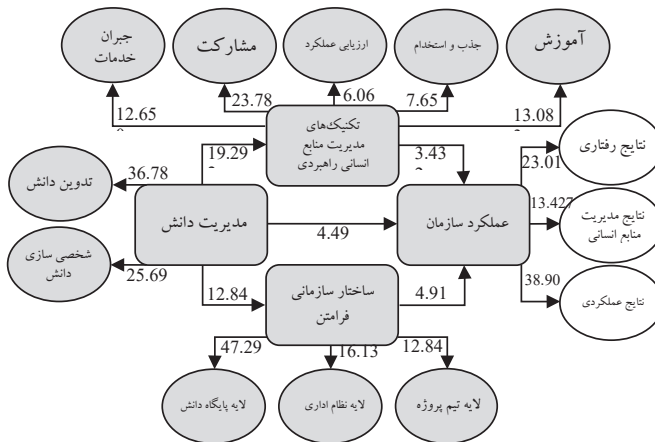 جبران
خدمات
مشارکت
ارزیابی عملکرد
جذب و استخدام
آموزش
12.65
23.78
6.06
7.65
13.08
تکنیک‌های
مدیریت منابع
انسانی راهبردی
19.29
3.43
23.01
نتایج رفتاری
تدوین دانش
36.78
مدیریت دانش
4.49
عملکرد سازمان
13.427
نتایج مدیریت
منابع انسانی
شخصی سازی
دانش
25.69
12.84
ساختار سازمانی
فرامتن
4.91
38.90
نتایج عملکردی
47.29
16.13
12.84
لایه پایگاه دانش
لایه نظام اداری
لایه تیم پروژه